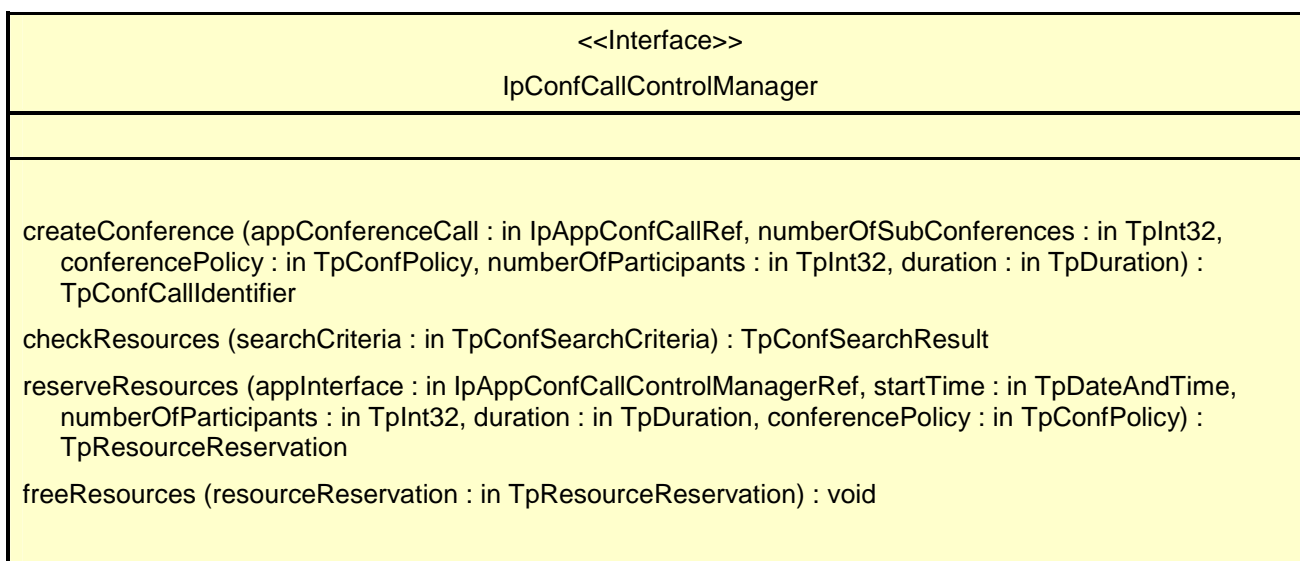 <<Interface>>
IpConfCallControlManager
createConference (appConferenceCall : in IpAppConfCallRef, numberOfSubConferences : in TpInt32,
conferencePolicy : in TpConfPolicy, numberOfParticipants : in TpInt32, duration : in TpDuration) :
TpConfCallIdentifier
checkResources (searchCriteria : in TpConfSearchCriteria) : TpConfSearchResult
reserveResources (appInterface : in IpAppConfCallControlManagerRef, startTime : in TpDateAndTime,
numberOfParticipants : in TpInt32, duration : in TpDuration, conferencePolicy : in TpConfPolicy) :
TpResourceReservation
freeResources (resourceReservation : in TpResourceReservation) : void